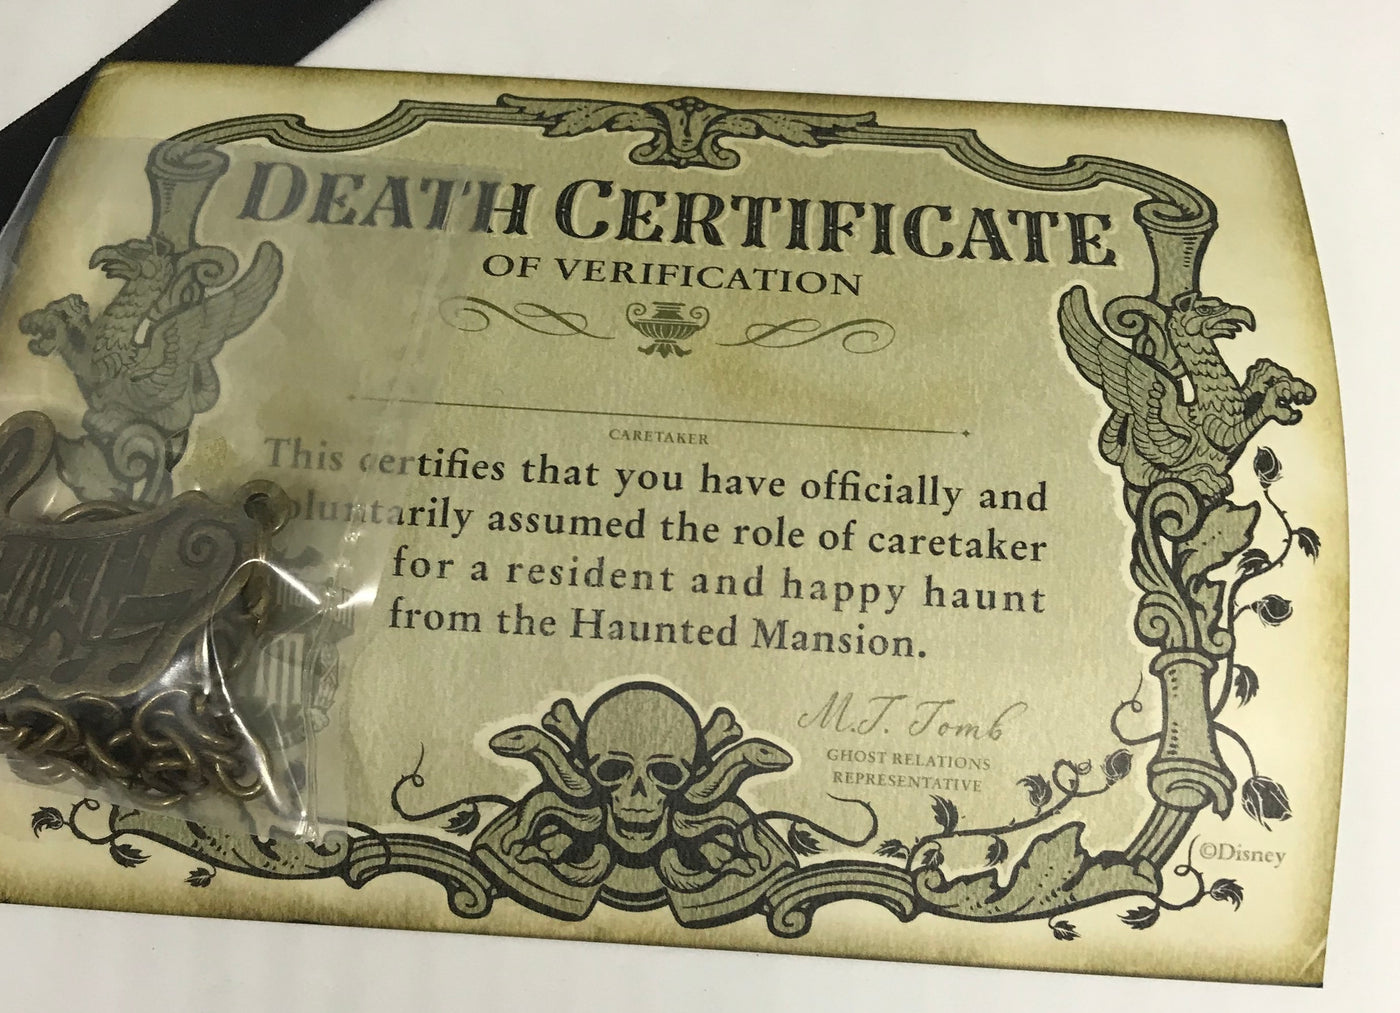 DEATH CERTIFICATE
OF VERIFICATION
CARETAKER
This certifies that you have officially and
voluntarily assumed the role of caretaker
for a resident and happy haunt
from the Haunted Mansion.
M.T. Tomb
GHOST RELATIONS
REPRESENTATIVE
©Disney